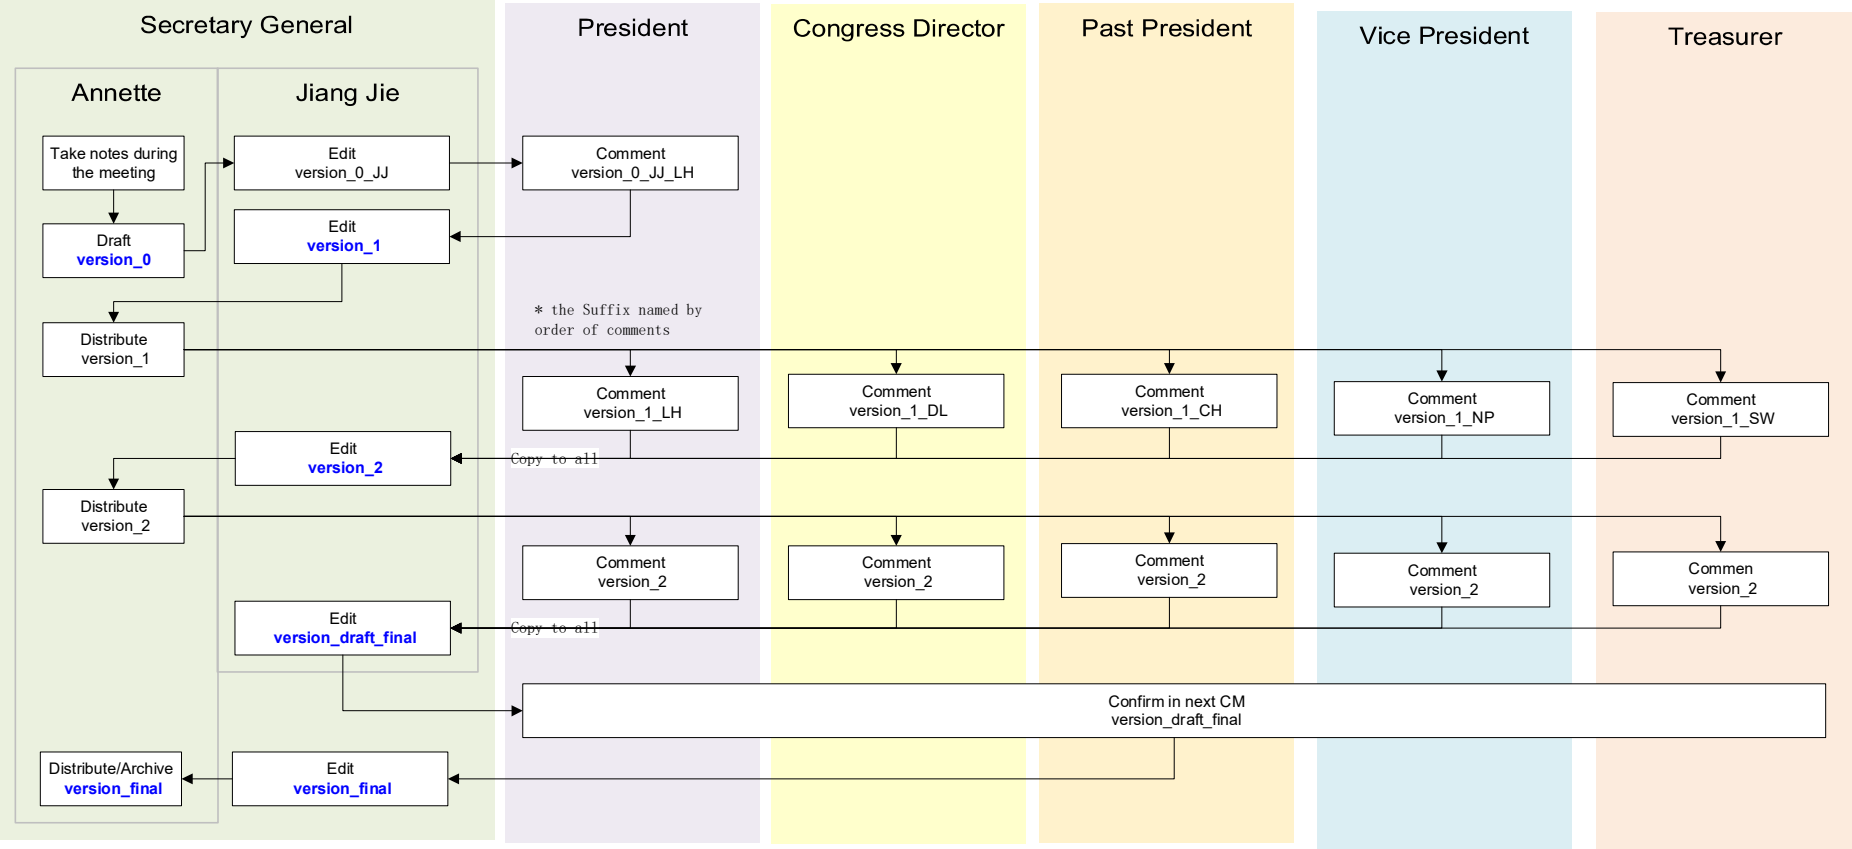 Secretary General
President
Congress Director
Past President
Vice President
Treasurer
Annette
Jiang Jie
Take notes during
the meeting
Edit
version_0_JJ
Comment
version_0_JJ_LH
Draft
version_0
Edit
version_1
* the Suffix named by
order of comments
Distribute
version_1
Comment
version_1_LH
Comment
version_1_DL
Comment
version_1_CH
Comment
version_1_NP
Comment
version_1_SW
Edit
version_2
Copy to all
Distribute
version_2
Comment
version_2
Comment
version_2
Comment
version_2
Comment
version_2
Commen
version_2
Edit
version_draft_final
Copy to all
Confirm in next CM
version_draft_final
Distribute/Archive
version_final
Edit
version_final